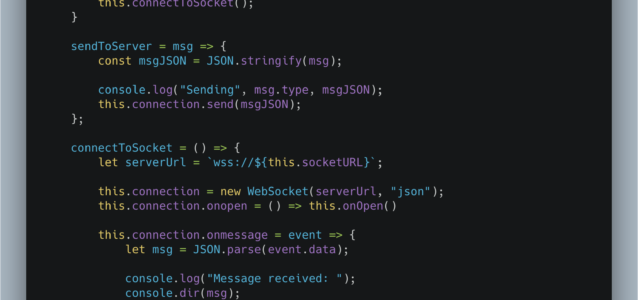 this.connectToSocket();
}
sendToServer = msg => {
const msgJSON = JSON.stringify(msg);
console.log("Sending", msg.type, msgJSON);
this.connection.send(msgJSON);
};
connectToSocket = () => {
let serverUrl = `wss://${this.socketURL}`;
this.connection = new WebSocket(serverUrl, "json");
this.connection.onopen = () => this.onOpen()
this.connection.onmessage = event => {
let msg = JSON.parse(event.data);
console.log("Message received: ");
console.dir(msg);